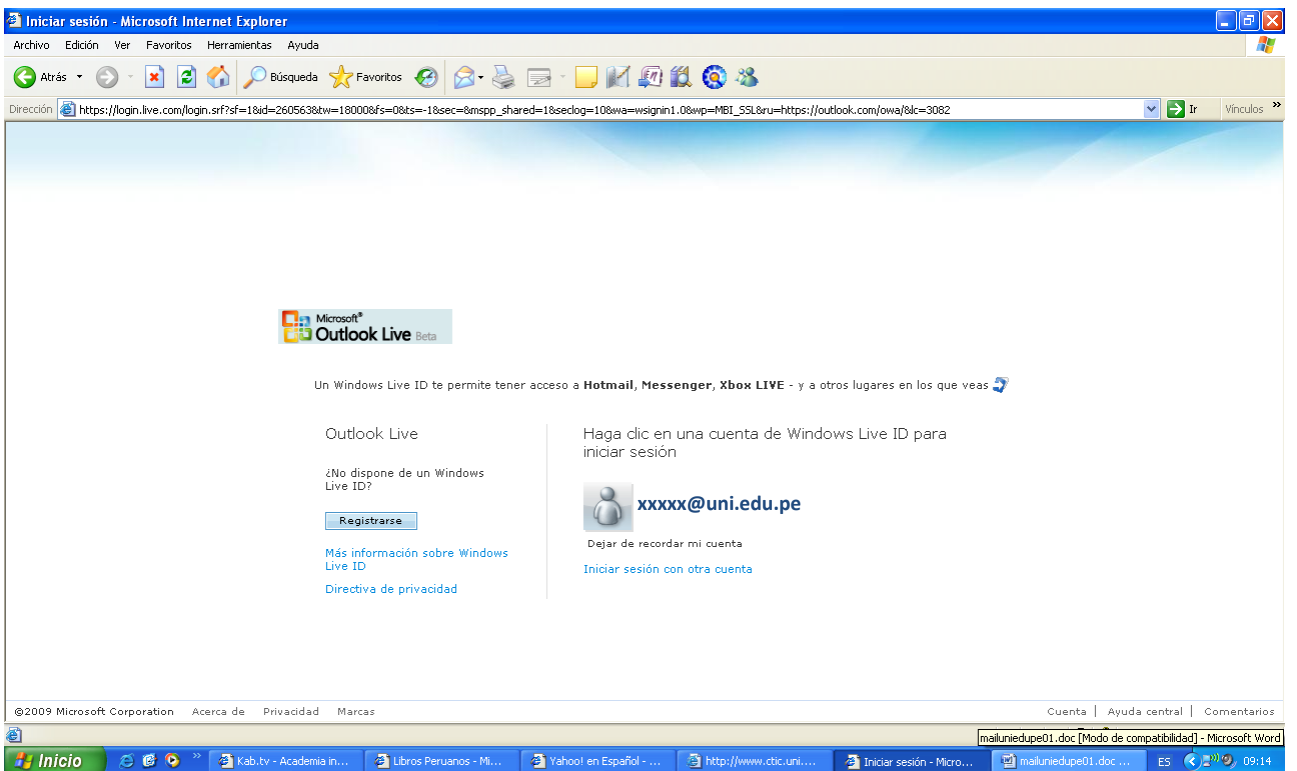 Iniciar sesión - Microsoft Internet Explorer
Archivo Edición Ver Favoritos Herramientas Ayuda
Atrás Búsqueda Favoritos
Dirección https://login.live.com/login.srf?sf=1&id=260563&tw=18000&fs=0&ts=-1&sec=&mspp_shared=1&seclog=10&wa=wsignin1.0&wp=MBI_SSL&ru=https://outlook.com/owa/&lc=3082 Ir Vínculos »
Microsoft®
Outlook Live Beta
Un Windows Live ID te permite tener acceso a Hotmail, Messenger, Xbox LIVE - y a otros lugares en los que veas
Outlook Live
¿No dispone de un Windows
Live ID?
Registrarse
Más información sobre Windows
Live ID
Directiva de privacidad
Haga clic en una cuenta de Windows Live ID para
iniciar sesión
xxxxx@uni.edu.pe
Dejar de recordar mi cuenta
Iniciar sesión con otra cuenta
©2009 Microsoft Corporation Acerca de Privacidad Marcas Cuenta | Ayuda central | Comentarios
mailuniedupe01.doc [Modo de compatibilidad] - Microsoft Word
Inicio » Kab.tv - Academia in... Libros Peruanos - Mi... Yahoo! en Español - ... http://www.ctic.uni.... Iniciar sesión - Micro... mailuniedupe01.doc ... ES 09:14